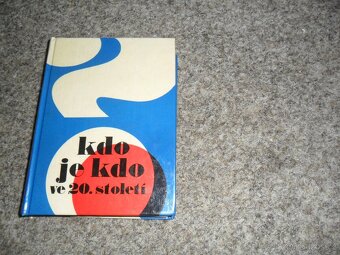 kdo
je kdo
ve 20. století